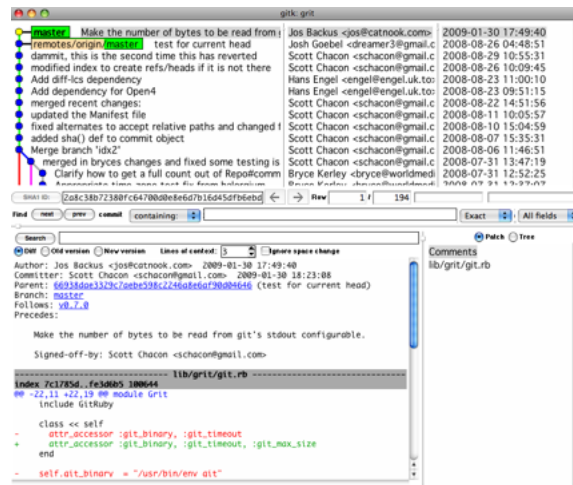 gitk: grit
master Make the number of bytes to be read from Jos Backus <jos@catnook.com> 2009-01-30 17:49:40
remotes/origin/master test for current head Josh Goebel <dreamer3@gmail.c 2008-08-26 04:48:51
dammit, this is the second time this has reverted Scott Chacon <schacon@gmail.c 2008-08-29 10:55:31
modified index to create refs/heads if it is not there Scott Chacon <schacon@gmail.c 2008-08-26 10:09:45
Add diff-lcs dependency Hans Engel <engel@engel.uk.to> 2008-08-23 11:00:10
Add dependency for Open4 Hans Engel <engel@engel.uk.to> 2008-08-23 09:51:15
merged recent changes: Scott Chacon <schacon@gmail.c 2008-08-22 14:51:56
updated the Manifest file Scott Chacon <schacon@gmail.c 2008-08-11 10:05:57
fixed alternates to accept relative paths and changed f Scott Chacon <schacon@gmail.c 2008-08-10 15:04:59
added sha() def to commit object Scott Chacon <schacon@gmail.c 2008-08-07 15:35:31
Merge branch 'idx2' Scott Chacon <schacon@gmail.c 2008-08-06 11:46:51
merged in bryces changes and fixed some testing is Scott Chacon <schacon@gmail.c 2008-07-31 13:47:19
Clarify how to get a full count out of Repo#comm Bryce Kerley <bryce@worldmedi 2008-07-31 12:52:25
SHA1 ID: 2a8c38b72380fc64700d0e8e6d7b16d45dfb6ebd ← → Row 1 / 194
Find next prev commit containing: Exact All fields
Search Patch Tree
Diff Old version New version Lines of context: 3 Ignore space change
Comments
lib/grit/git.rb
Author: Jos Backus <jos@catnook.com> 2009-01-30 17:49:40
Committer: Scott Chacon <schacon@gmail.com> 2009-01-30 18:23:08
Parent: 66938dae3329c7aebe598c2246a8e6af90d04646 (test for current head)
Branch: master
Follows: v0.7.0
Precedes:
Make the number of bytes to be read from git's stdout configurable.
Signed-off-by: Scott Chacon <schacon@gmail.com>
lib/grit/git.rb
index 7c1785d..fe3d6b5 100644
@@ -22,11 +22,19 @@ module Grit
include GitRuby
class << self
- attr_accessor :git_binary, :git_timeout
+ attr_accessor :git_binary, :git_timeout, :git_max_size
end
- self.git_binary = "/usr/bin/env git"